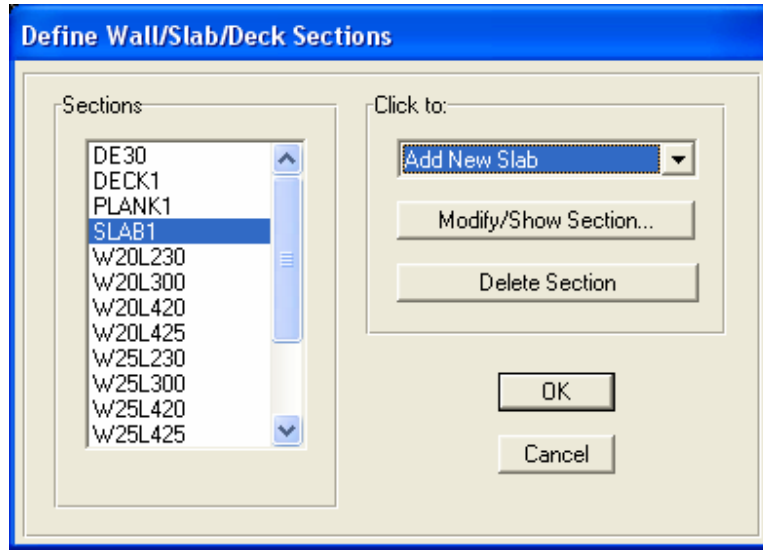 Define Wall/Slab/Deck Sections
Sections
DE30
DECK1
PLANK1
SLAB1
W20L230
W20L300
W20L420
W20L425
W25L230
W25L300
W25L420
W25L425
Click to:
Add New Slab
Modify/Show Section...
Delete Section
OK
Cancel